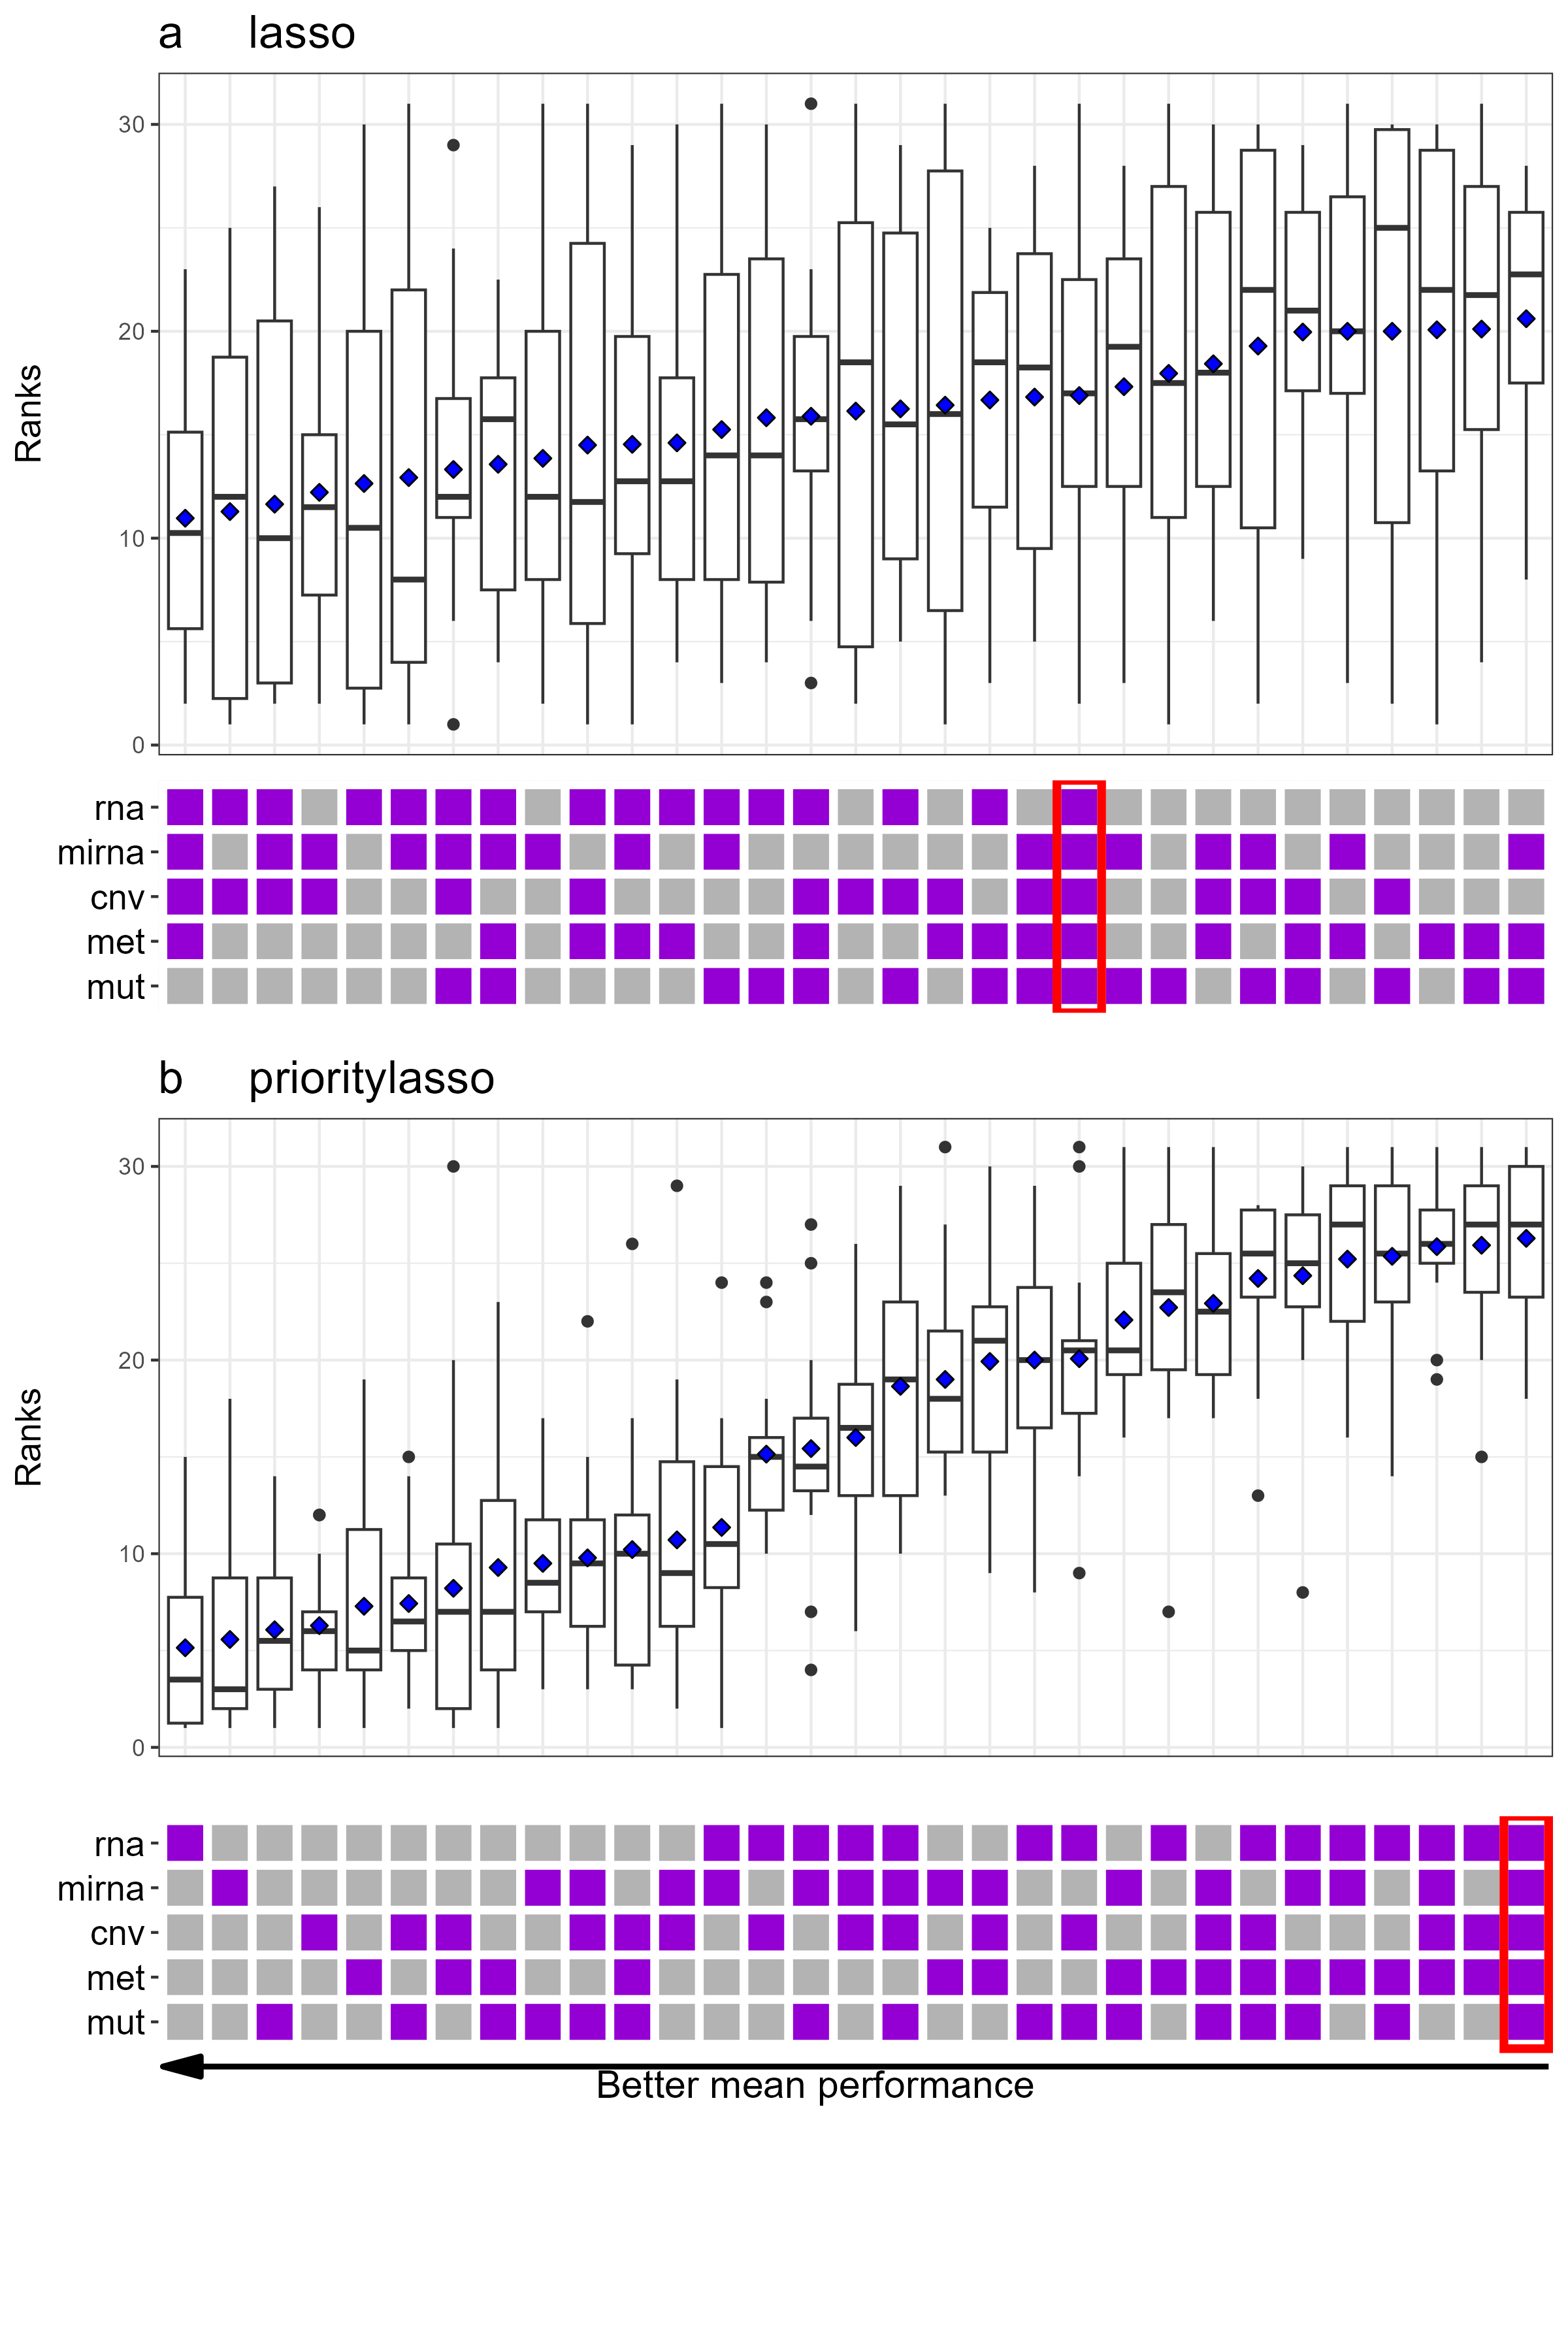 a lasso
30
20
10
0
Ranks
rna
mirna
cnv
met
mut
b prioritylasso
30
20
10
0
Ranks
rna
mirna
cnv
met
mut
Better mean performance